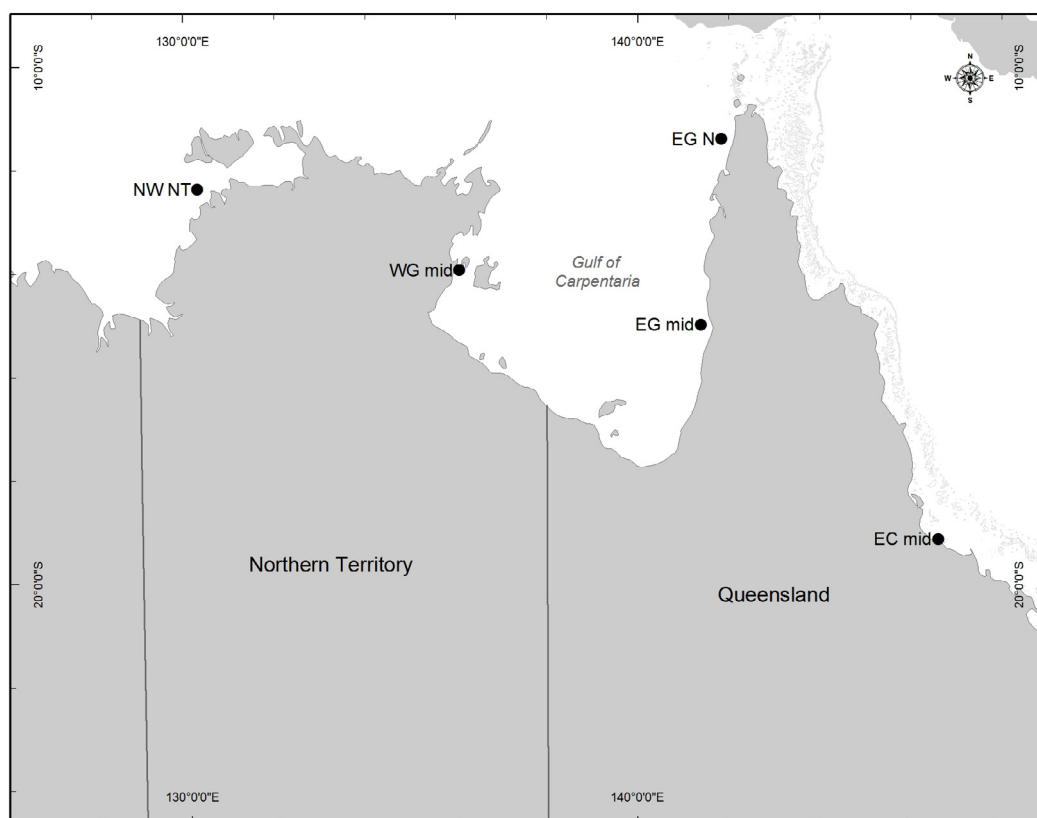 130°0'0"E
140°0'0"E
10°0'0"S
10°0'0"S
N
W
E
S
EG N
NW NT
WG mid
Gulf of
Carpentaria
EG mid
EC mid
Northern Territory
Queensland
20°0'0"S
20°0'0"S
130°0'0"E
140°0'0"E